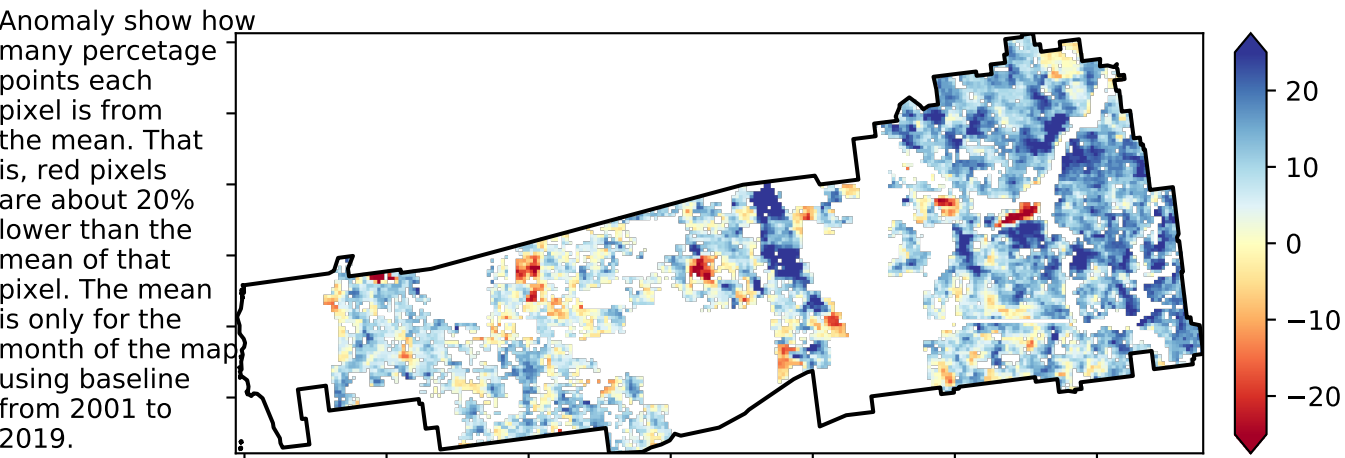 Anomaly show how
many percetage
points each
pixel is from
the mean. That
is, red pixels
are about 20%
lower than the
mean of that
pixel. The mean
is only for the
month of the map
using baseline
from 2001 to
2019.
20
10
0
−10
−20